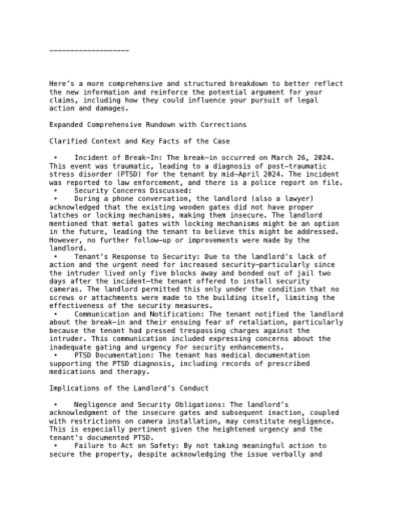 -------------------
Here's a more comprehensive and structured breakdown to better reflect
the new information and reinforce the potential argument for your
claims, including how they could influence your pursuit of legal
action and damages.
Expanded Comprehensive Rundown with Corrections
Clarified Context and Key Facts of the Case
• Incident of Break-In: The break-in occurred on March 26, 2024.
This event was traumatic, leading to a diagnosis of post-traumatic
stress disorder (PTSD) for the tenant by mid-April 2024. The incident
was reported to law enforcement, and there is a police report on file.
• Security Concerns Discussed:
• During a phone conversation, the landlord (also a lawyer)
acknowledged that the existing wooden gates did not have proper
latches or locking mechanisms, making them insecure. The landlord
mentioned that metal gates with locking mechanisms might be an option
in the future, leading the tenant to believe this might be addressed.
However, no further follow-up or improvements were made by the
landlord.
• Tenant's Response to Security: Due to the landlord's lack of
action and the urgent need for increased security—particularly since
the intruder lived only five blocks away and bonded out of jail two
days after the incident—the tenant offered to install security
cameras. The landlord permitted this only under the condition that no
screws or attachments were made to the building itself, limiting the
effectiveness of the security measures.
• Communication and Notification: The tenant notified the landlord
about the break-in and their ensuing fear of retaliation, particularly
because the tenant had pressed trespassing charges against the
intruder. This communication included expressing concerns about the
inadequate gating and urgency for security enhancements.
• PTSD Documentation: The tenant has medical documentation
supporting the PTSD diagnosis, including records of prescribed
medications and therapy.
Implications of the Landlord's Conduct
• Negligence and Security Obligations: The landlord's
acknowledgment of the insecure gates and subsequent inaction, coupled
with restrictions on camera installation, may constitute negligence.
This is especially pertinent given the heightened urgency and the
tenant's documented PTSD.
• Failure to Act on Safety: By not taking meaningful action to
secure the property, despite acknowledging the issue verbally and